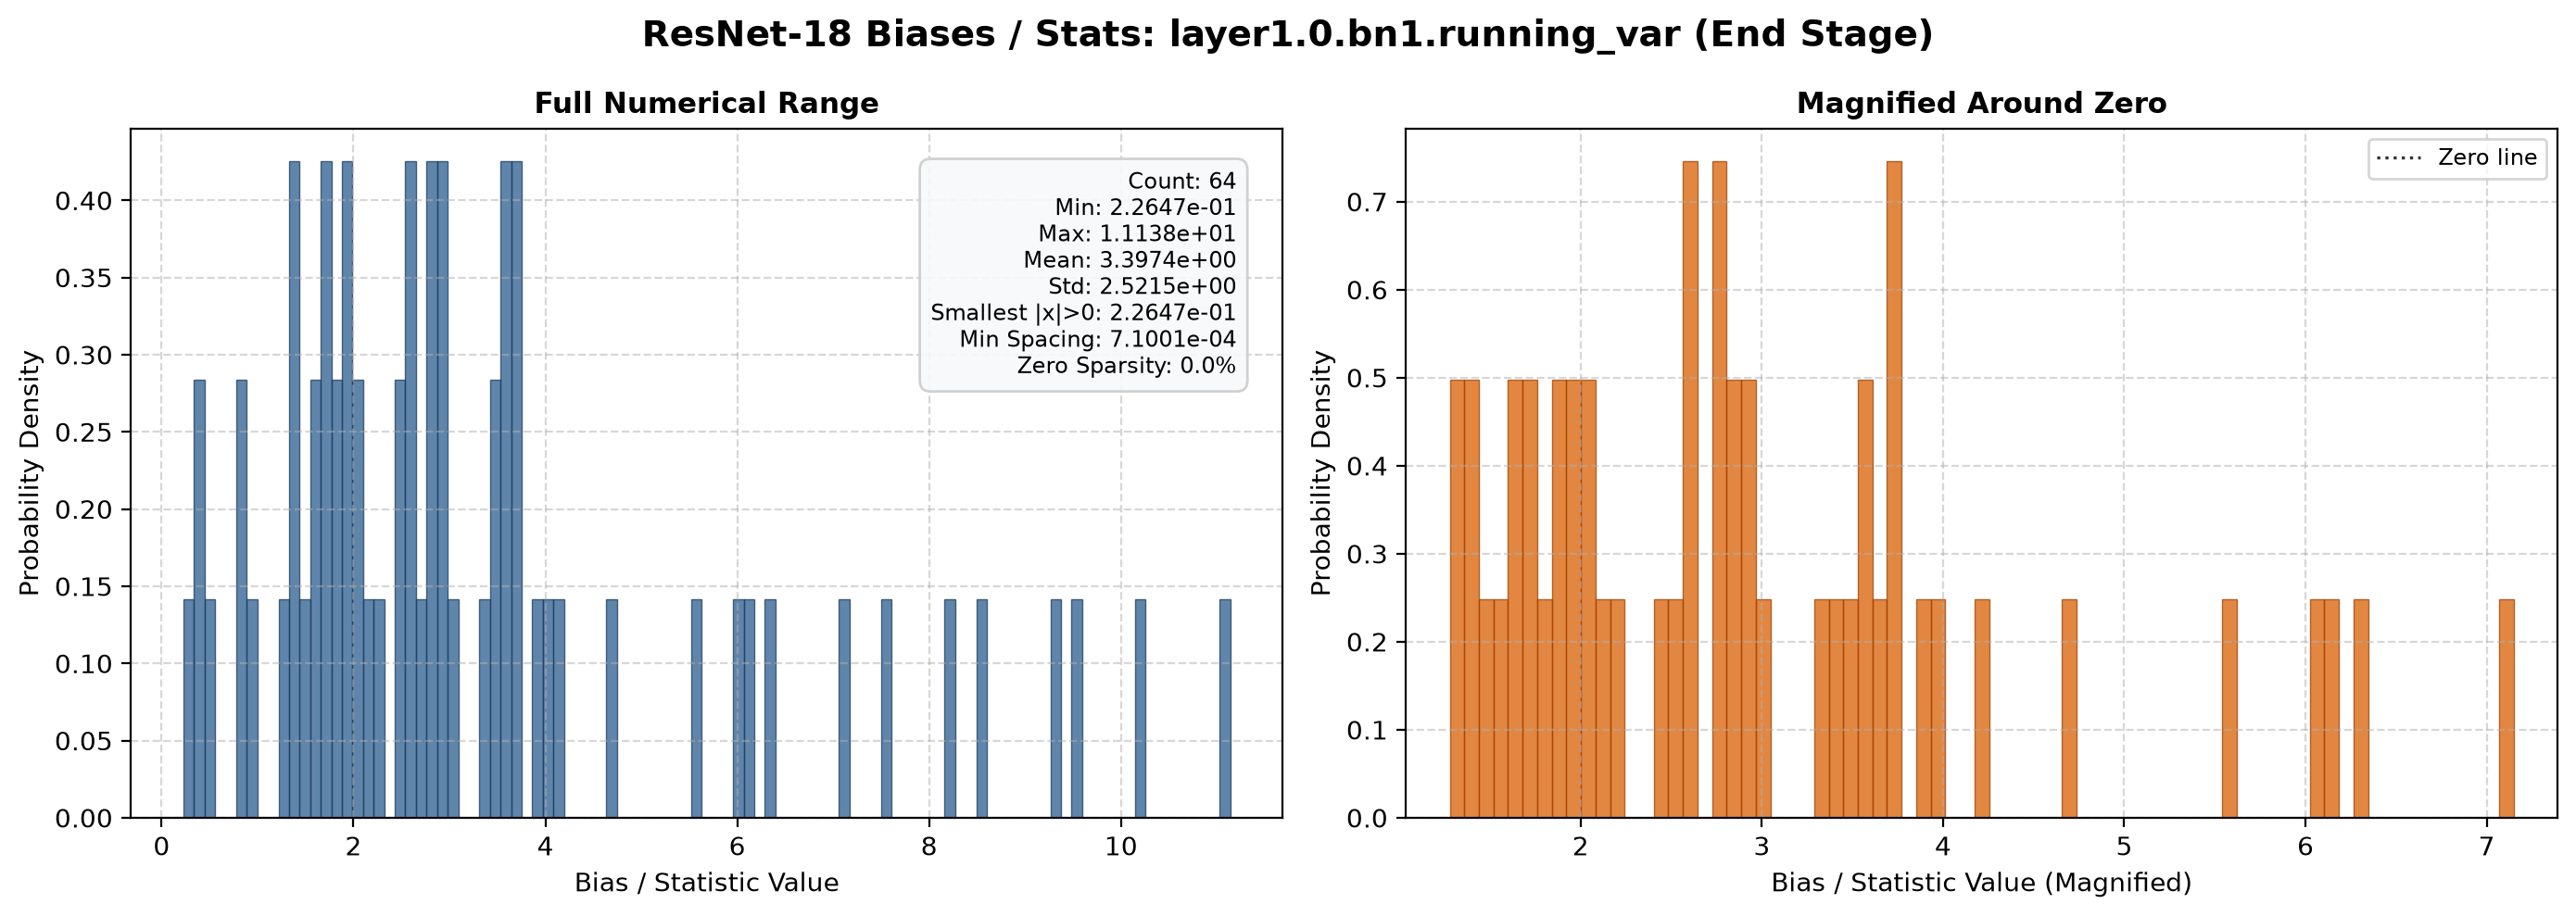 ResNet-18 Biases / Stats: layer1.0.bn1.running_var (End Stage)
Full Numerical Range
Probability Density
0.40
0.35
0.30
0.25
0.20
0.15
0.10
0.05
0.00
Count: 64
Min: 2.2647e-01
Max: 1.1138e+01
Mean: 3.3974e+00
Std: 2.5215e+00
Smallest |x|>0: 2.2647e-01
Min Spacing: 7.1001e-04
Zero Sparsity: 0.0%
0 2 4 6 8 10
Bias / Statistic Value
Magnified Around Zero
Probability Density
0.7
0.6
0.5
0.4
0.3
0.2
0.1
0.0
Zero line
2 3 4 5 6 7
Bias / Statistic Value (Magnified)